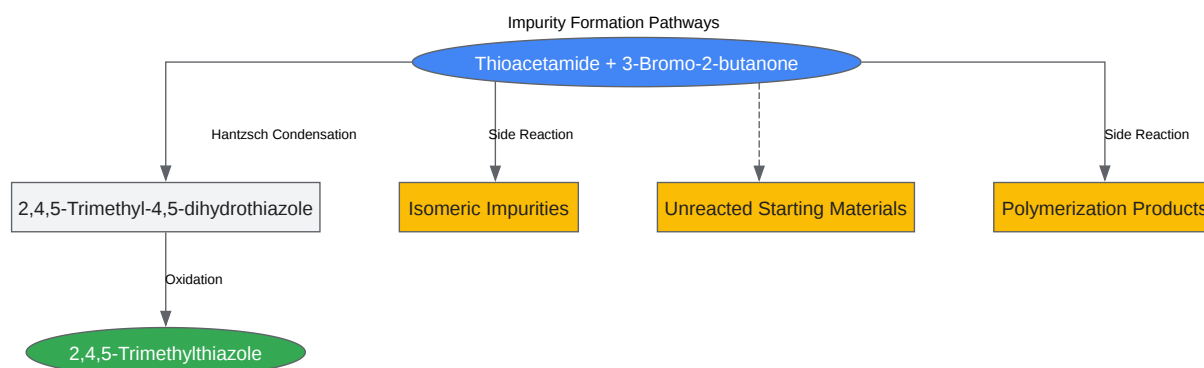 Impurity Formation Pathways
Thioacetamide + 3-Bromo-2-butanone
Hantzsch Condensation
Side Reaction
Side Reaction
2,4,5-Trimethyl-4,5-dihydrothiazole
Isomeric Impurities
Unreacted Starting Materials
Polymerization Products
Oxidation
2,4,5-Trimethylthiazole